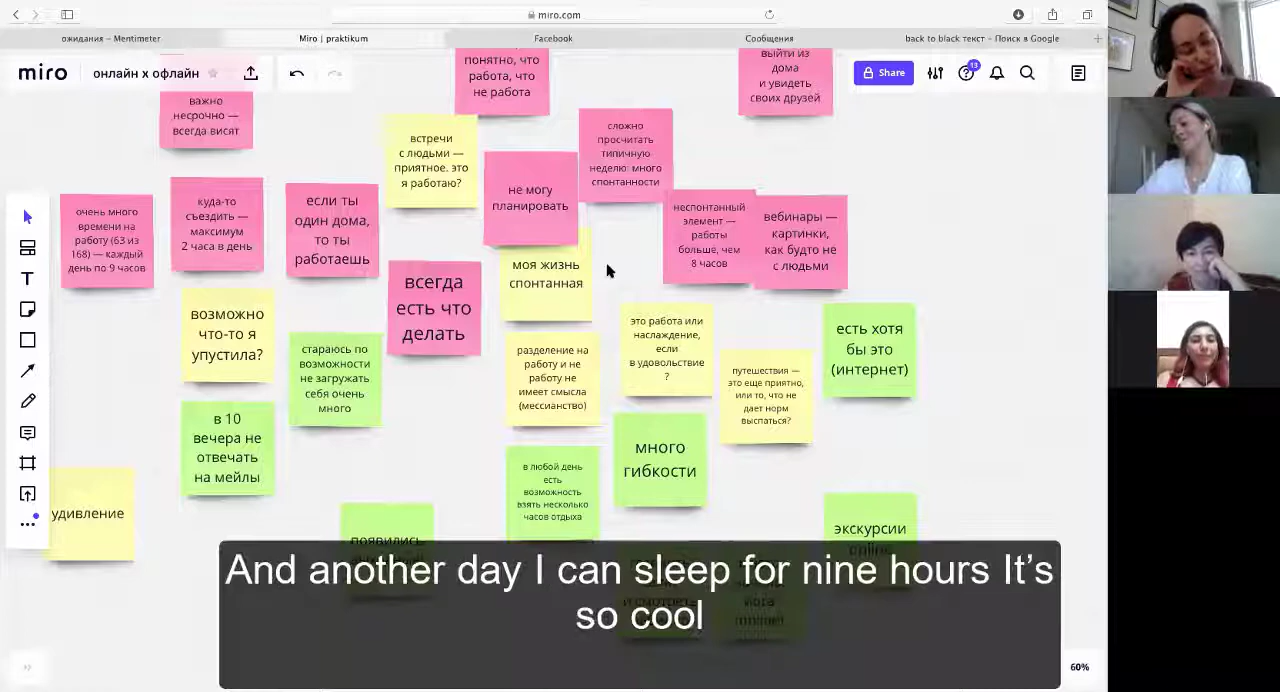 miro.com
ожидания – Mentimeter
Miro | praktikum
Facebook
Сообщения
back to black текст – Поиск в Google
miro
онлайн х офлайн
Share
13
понятно, что
работа, что
не работа
выйти из
дома
и увидеть
своих друзей
важно
несрочно —
всегда висят
встречи
с людьми —
приятное. это
я работаю?
сложно
просчитать
типичную
неделю: много
спонтанности
не могу
планировать
очень много
времени на
работу (63 из
168) — каждый
день по 9 часов
куда-то
съездить —
максимум
2 часа в день
если ты
один дома,
то ты
работаешь
неспонтанный
элемент —
работы
больше, чем
8 часов
вебинары —
картинки,
как будто не
с людьми
всегда
есть что
делать
моя жизнь
спонтанная
возможно
что-то я
упустила?
стараюсь по
возможности
не загружать
себя очень
много
разделение на
работу и не
работу не
имеет смысла
(мессианство)
это работа или
наслаждение,
если
в удовольствие
?
путешествия —
это еще приятно,
или то, что не
дает норм
выспаться?
есть хотя
бы это
(интернет)
в 10
вечера не
отвечать
на мейлы
много
гибкости
в любой день
есть
возможность
взять несколько
часов отдыха
удивление
появились
экскурсии
online
и смотреть
йога
And another day I can sleep for nine hours It’s
so cool
60%